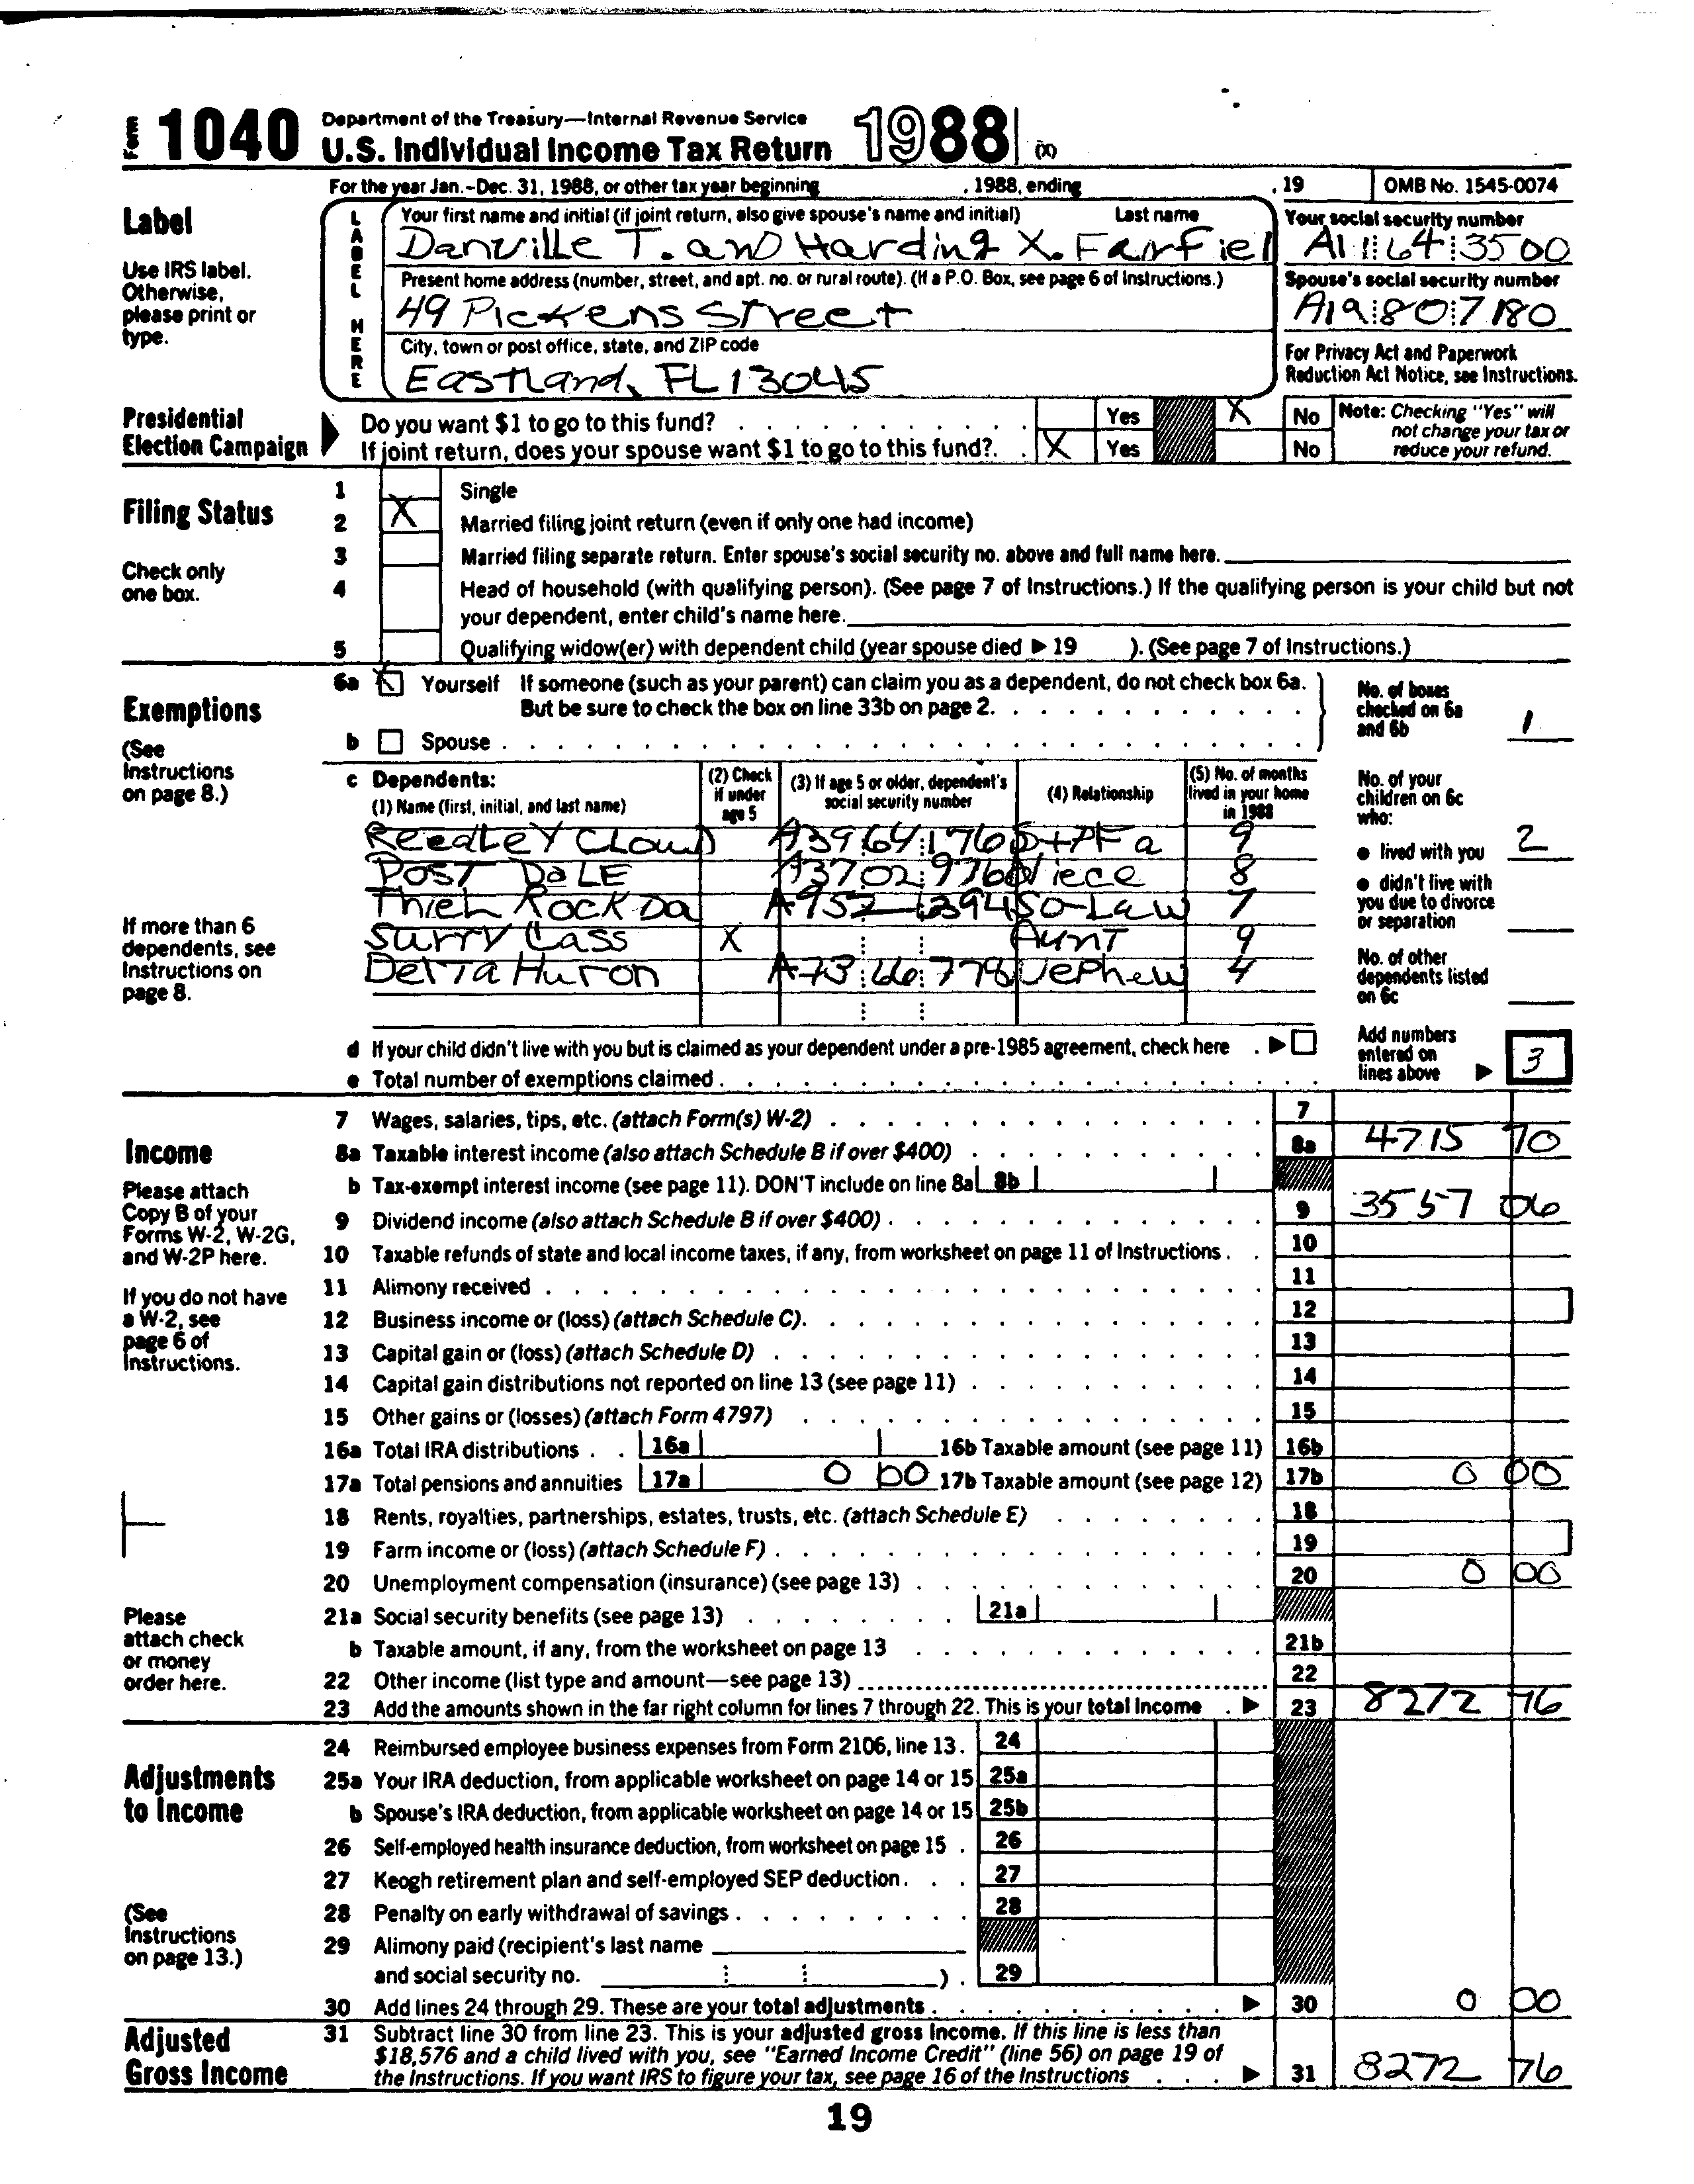 Form 1040 Department of the Treasury—Internal Revenue Service
U.S. Individual Income Tax Return 1988 (X)
For the year Jan.-Dec. 31, 1988, or other tax year beginning , 1988, ending , 19 OMB No. 1545-0074
Label
Use IRS label.
Otherwise,
please print or
type.
LABEL HERE
Your first name and initial (if joint return, also give spouse's name and initial) Last name
Danville T. and Harding X. Fairfiel
Your social security number
A11 64 3500
Present home address (number, street, and apt. no. or rural route). (If a P.O. Box, see page 6 of Instructions.)
49 Pickens Street
Spouse's social security number
A19 80 7180
City, town or post office, state, and ZIP code
Eastland, FL 13045
For Privacy Act and Paperwork
Reduction Act Notice, see Instructions.
Presidential
Election Campaign
Do you want $1 to go to this fund? Yes X No
If joint return, does your spouse want $1 to go to this fund? X Yes No
Note: Checking "Yes" will
not change your tax or
reduce your refund.
Filing Status
Check only
one box.
1 Single
2 X Married filing joint return (even if only one had income)
3 Married filing separate return. Enter spouse's social security no. above and full name here.
4 Head of household (with qualifying person). (See page 7 of Instructions.) If the qualifying person is your child but not
your dependent, enter child's name here.
5 Qualifying widow(er) with dependent child (year spouse died ▶ 19 ). (See page 7 of Instructions.)
Exemptions
(See
Instructions
on page 8.)
If more than 6
dependents, see
Instructions on
page 8.
6a X Yourself If someone (such as your parent) can claim you as a dependent, do not check box 6a.
But be sure to check the box on line 33b on page 2.
b Spouse
No. of boxes
checked on 6a
and 6b 1
c Dependents:
(1) Name (first, initial, and last name) (2) Check if under age 5 (3) If age 5 or older, dependent's social security number (4) Relationship (5) No. of months lived in your home in 1988
Reedley Cloud A39 64 176 StPFa 9
Post Dale A37 02 976 Niece 8
Thiel Rock Da A95 2 1394 So-Law 7
Surry Cass X Aunt 9
Delta Huron A73 66 778 Nephew 4
No. of your
children on 6c
who:
● lived with you 2
● didn't live with
you due to divorce
or separation
No. of other
dependents listed
on 6c
d If your child didn't live with you but is claimed as your dependent under a pre-1985 agreement, check here ▶
e Total number of exemptions claimed
Add numbers
entered on
lines above ▶ 3
Income
Please attach
Copy B of your
Forms W-2, W-2G,
and W-2P here.
If you do not have
a W-2, see
page 6 of
Instructions.
Please
attach check
or money
order here.
7 Wages, salaries, tips, etc. (attach Form(s) W-2) 7
8a Taxable interest income (also attach Schedule B if over $400) 8a 4715 70
b Tax-exempt interest income (see page 11). DON'T include on line 8a 8b
9 Dividend income (also attach Schedule B if over $400) 9 3557 06
10 Taxable refunds of state and local income taxes, if any, from worksheet on page 11 of Instructions. 10
11 Alimony received 11
12 Business income or (loss) (attach Schedule C). 12
13 Capital gain or (loss) (attach Schedule D) 13
14 Capital gain distributions not reported on line 13 (see page 11) 14
15 Other gains or (losses) (attach Form 4797) 15
16a Total IRA distributions 16a 16b Taxable amount (see page 11) 16b
17a Total pensions and annuities 17a 0 00 17b Taxable amount (see page 12) 17b 0 00
18 Rents, royalties, partnerships, estates, trusts, etc. (attach Schedule E) 18
19 Farm income or (loss) (attach Schedule F) 19
20 Unemployment compensation (insurance) (see page 13) 20 0 00
21a Social security benefits (see page 13) 21a
b Taxable amount, if any, from the worksheet on page 13 21b
22 Other income (list type and amount—see page 13) 22
23 Add the amounts shown in the far right column for lines 7 through 22. This is your total income ▶ 23 8272 76
Adjustments
to Income
(See
Instructions
on page 13.)
24 Reimbursed employee business expenses from Form 2106, line 13. 24
25a Your IRA deduction, from applicable worksheet on page 14 or 15 25a
b Spouse's IRA deduction, from applicable worksheet on page 14 or 15 25b
26 Self-employed health insurance deduction, from worksheet on page 15 26
27 Keogh retirement plan and self-employed SEP deduction 27
28 Penalty on early withdrawal of savings 28
29 Alimony paid (recipient's last name
and social security no. ) 29
30 Add lines 24 through 29. These are your total adjustments ▶ 30 0 00
Adjusted
Gross Income
31 Subtract line 30 from line 23. This is your adjusted gross income. If this line is less than
$18,576 and a child lived with you, see "Earned Income Credit" (line 56) on page 19 of
the Instructions. If you want IRS to figure your tax, see page 16 of the Instructions ▶ 31 8272 76
19